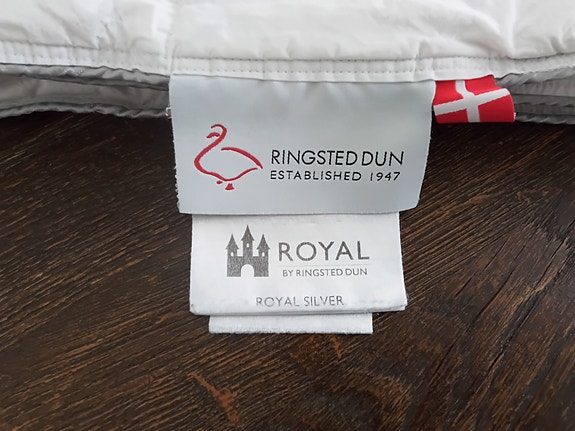 RINGSTED DUN
ESTABLISHED 1947
ROYAL
BY RINGSTED DUN
ROYAL SILVER